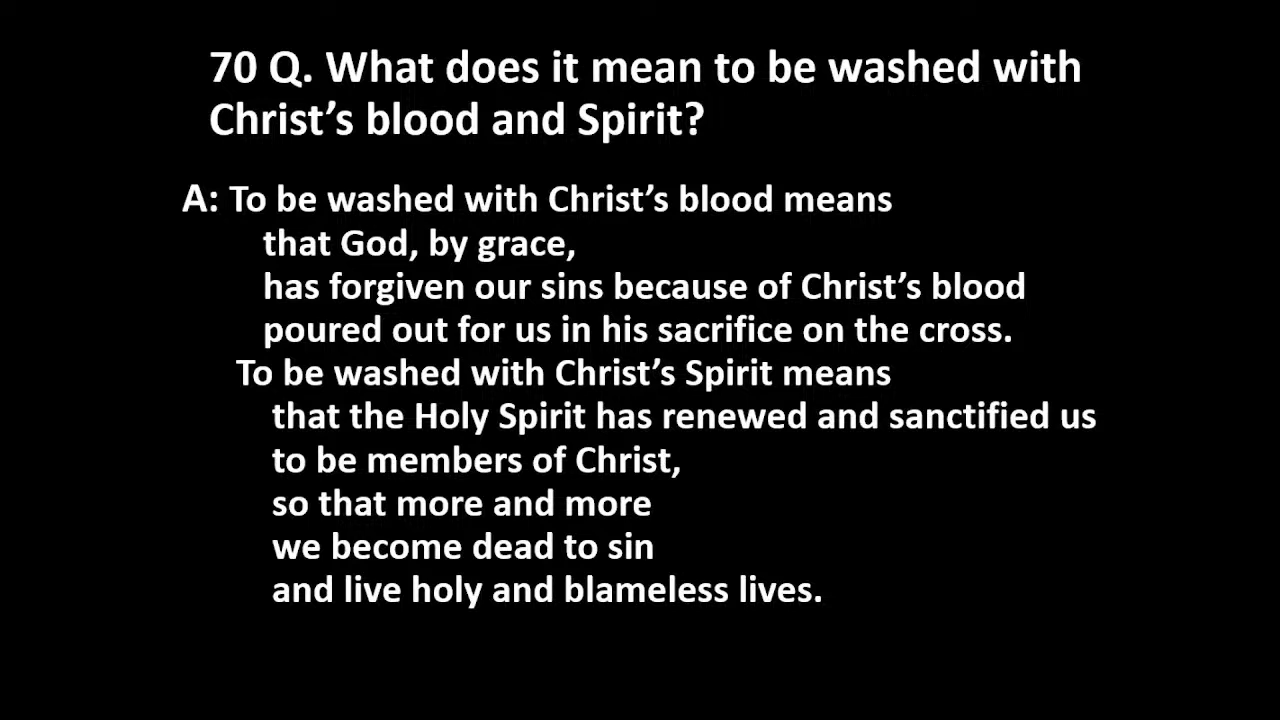 70 Q. What does it mean to be washed with
Christ’s blood and Spirit?
A: To be washed with Christ’s blood means
that God, by grace,
has forgiven our sins because of Christ’s blood
poured out for us in his sacrifice on the cross.
To be washed with Christ’s Spirit means
that the Holy Spirit has renewed and sanctified us
to be members of Christ,
so that more and more
we become dead to sin
and live holy and blameless lives.